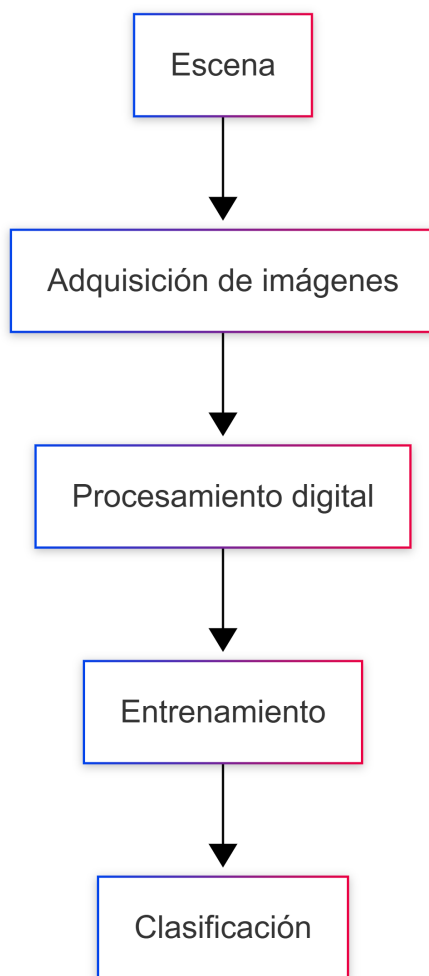 Escena
Adquisición de imágenes
Procesamiento digital
Entrenamiento
Clasificación